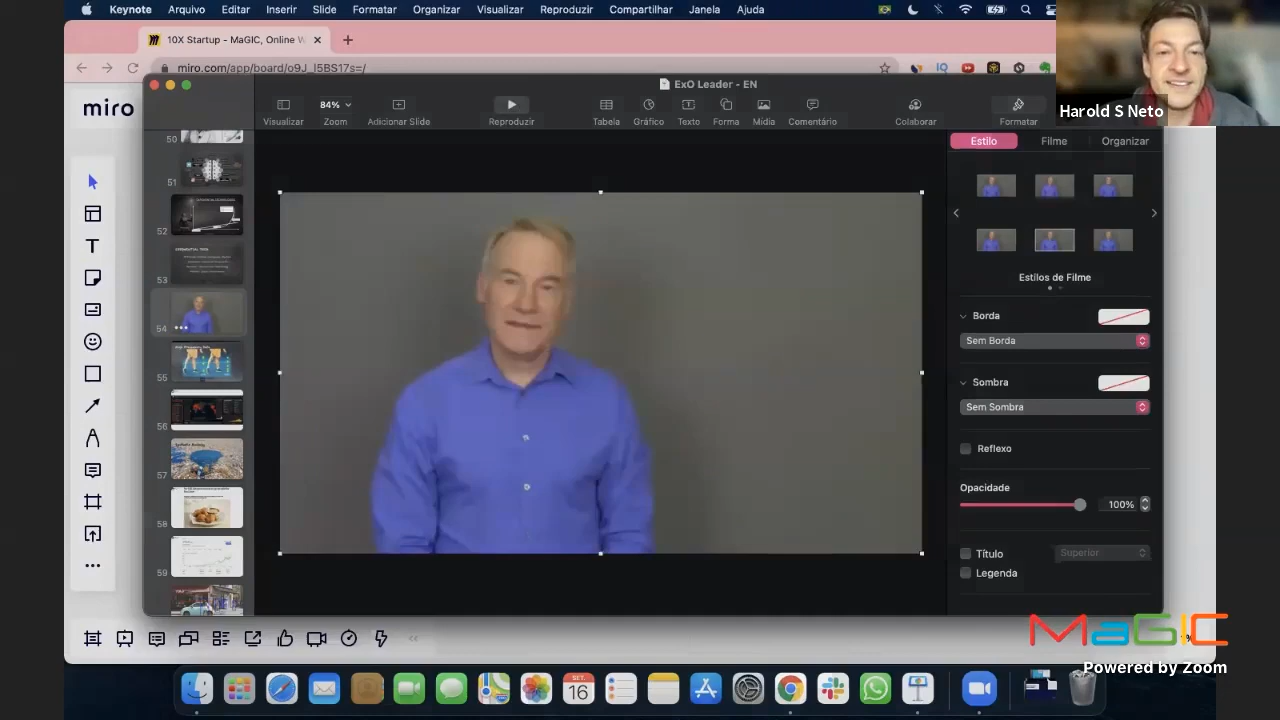 Keynote Arquivo Editar Inserir Slide Formatar Organizar Visualizar Reproduzir Compartilhar Janela Ajuda
10X Startup - MaGIC, Online W
miro.com/app/board/o9J_l5BS17s=/
miro
ExO Leader - EN
84%
Visualizar Zoom Adicionar Slide Reproduzir Tabela Gráfico Texto Forma Mídia Comentário Colaborar Formatar
Harold S Neto
Estilo Filme Organizar
50
51
52
53
54
55
56
57
58
59
Estilos de Filme
Borda
Sem Borda
Sombra
Sem Sombra
Reflexo
Opacidade
100%
Título Superior
Legenda
MaGIC
Powered by Zoom
SET.
16